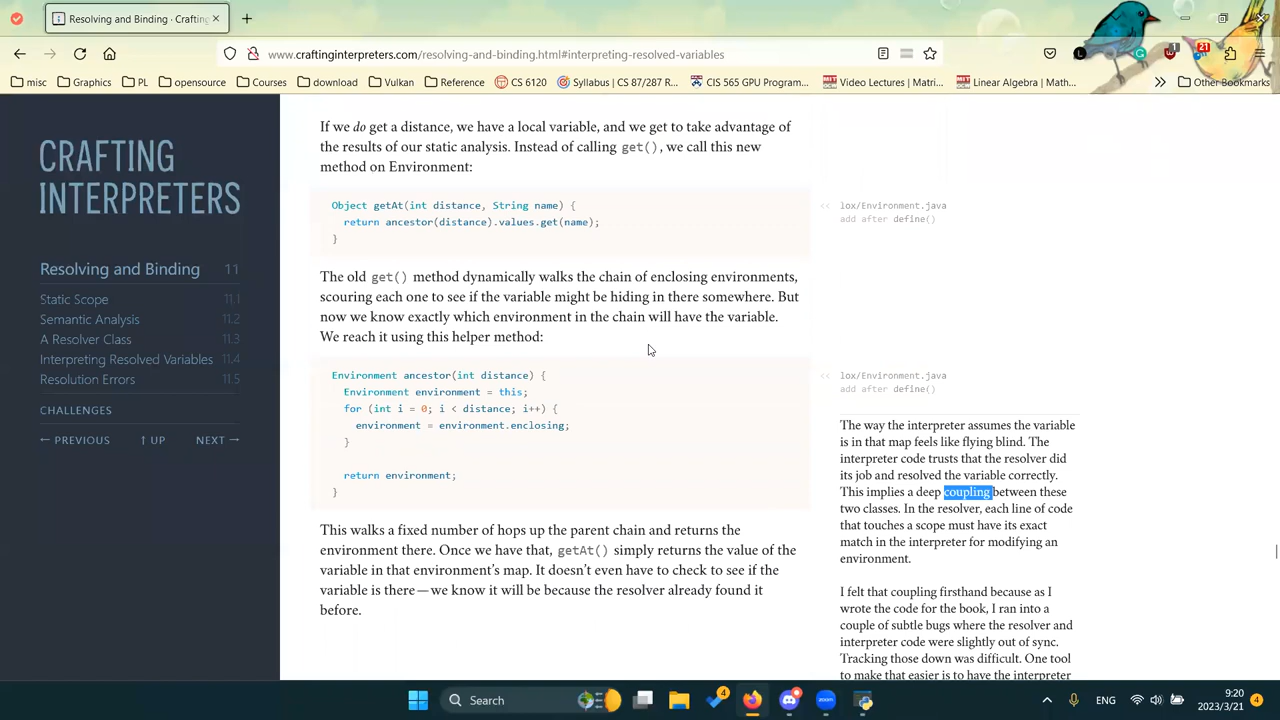 Resolving and Binding · Crafting
www.craftinginterpreters.com/resolving-and-binding.html#interpreting-resolved-variables
1
21
misc
Graphics
PL
opensource
Courses
download
Vulkan
Reference
CS 6120
Syllabus | CS 87/287 R...
CIS 565 GPU Program...
Video Lectures | Matri...
Linear Algebra | Math...
Other Bookmarks
CRAFTING
INTERPRETERS
Resolving and Binding 11
Static Scope 11.1
Semantic Analysis 11.2
A Resolver Class 11.3
Interpreting Resolved Variables 11.4
Resolution Errors 11.5
CHALLENGES
← PREVIOUS ↑ UP NEXT →
If we do get a distance, we have a local variable, and we get to take advantage of
the results of our static analysis. Instead of calling get(), we call this new
method on Environment:
Object getAt(int distance, String name) {
return ancestor(distance).values.get(name);
}
<< lox/Environment.java
add after define()
The old get() method dynamically walks the chain of enclosing environments,
scouring each one to see if the variable might be hiding in there somewhere. But
now we know exactly which environment in the chain will have the variable.
We reach it using this helper method:
Environment ancestor(int distance) {
Environment environment = this;
for (int i = 0; i < distance; i++) {
environment = environment.enclosing;
}
return environment;
}
<< lox/Environment.java
add after define()
This walks a fixed number of hops up the parent chain and returns the
environment there. Once we have that, getAt() simply returns the value of the
variable in that environment's map. It doesn't even have to check to see if the
variable is there—we know it will be because the resolver already found it
before.
The way the interpreter assumes the variable
is in that map feels like flying blind. The
interpreter code trusts that the resolver did
its job and resolved the variable correctly.
This implies a deep coupling between these
two classes. In the resolver, each line of code
that touches a scope must have its exact
match in the interpreter for modifying an
environment.
I felt that coupling firsthand because as I
wrote the code for the book, I ran into a
couple of subtle bugs where the resolver and
interpreter code were slightly out of sync.
Tracking those down was difficult. One tool
to make that easier is to have the interpreter
Search
4
zoom
ENG
9:20
2023/3/21
4